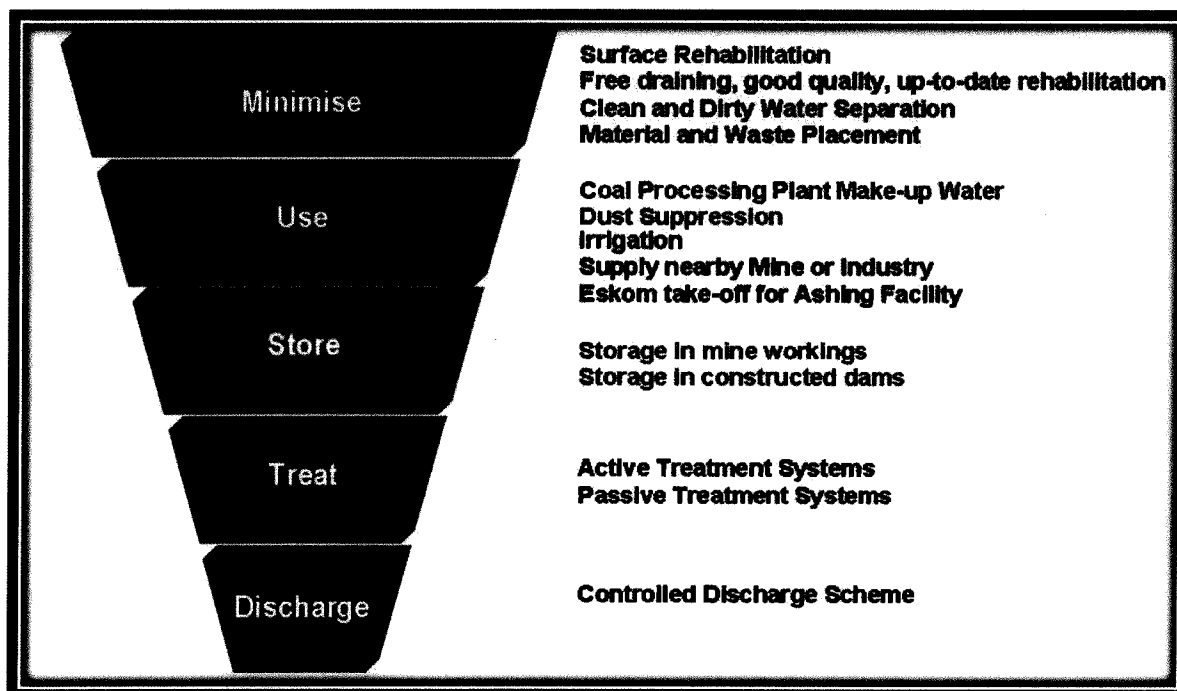 Minimise
Surface Rehabilitation
Free draining, good quality, up-to-date rehabilitation
Clean and Dirty Water Separation
Material and Waste Placement
Use
Coal Processing Plant Make-up Water
Dust Suppression
Irrigation
Supply nearby Mine or Industry
Eskom take-off for Ashing Facility
Store
Storage in mine workings
Storage in constructed dams
Treat
Active Treatment Systems
Passive Treatment Systems
Discharge
Controlled Discharge Scheme